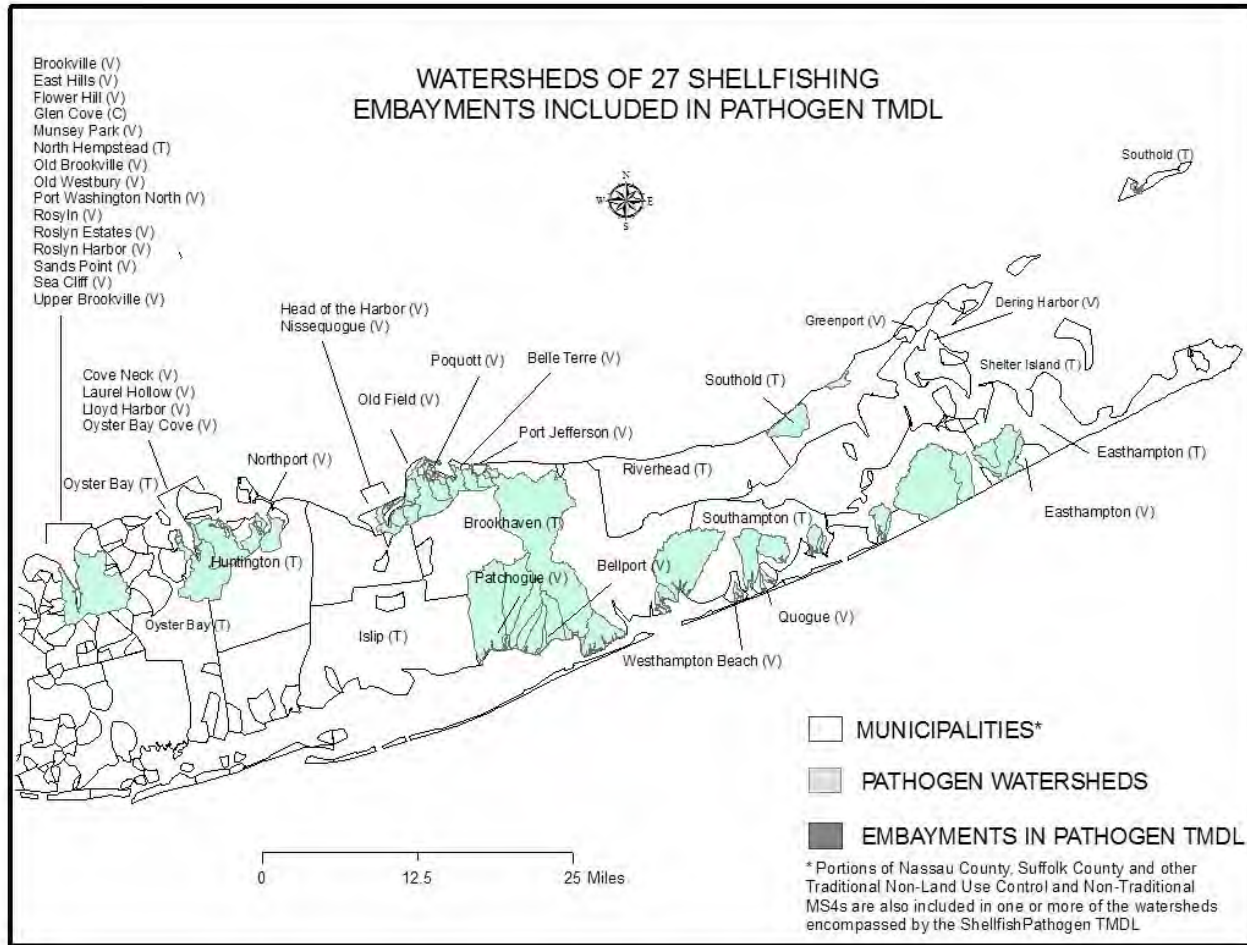 WATERSHEDS OF 27 SHELLFISHING
EMBAYMENTS INCLUDED IN PATHOGEN TMDL
Brookville (V)
East Hills (V)
Flower Hill (V)
Glen Cove (C)
Munsey Park (V)
North Hempstead (T)
Old Brookville (V)
Old Westbury (V)
Port Washington North (V)
Rosyln (V)
Roslyn Estates (V)
Roslyn Harbor (V)
Sands Point (V)
Sea Cliff (V)
Upper Brookville (V)
N
W
E
S
Southold (T)
Head of the Harbor (V)
Nissequogue (V)
Dering Harbor (V)
Greenport (V)
Poquott (V)
Belle Terre (V)
Shelter Island (T)
Cove Neck (V)
Laurel Hollow (V)
Lloyd Harbor (V)
Oyster Bay Cove (V)
Southold (T)
Old Field (V)
Port Jefferson (V)
Northport (V)
Riverhead (T)
Easthampton (T)
Oyster Bay (T)
Easthampton (V)
Brookhaven (T)
Southampton (T)
Huntington (T)
Patchogue (V)
Bellport (V)
Quogue (V)
Oyster Bay (T)
Islip (T)
Westhampton Beach (V)
MUNICIPALITIES*
PATHOGEN WATERSHEDS
EMBAYMENTS IN PATHOGEN TMDL
0
12.5
25 Miles
* Portions of Nassau County, Suffolk County and other
Traditional Non-Land Use Control and Non-Traditional
MS4s are also included in one or more of the watersheds
encompassed by the ShellfishPathogen TMDL